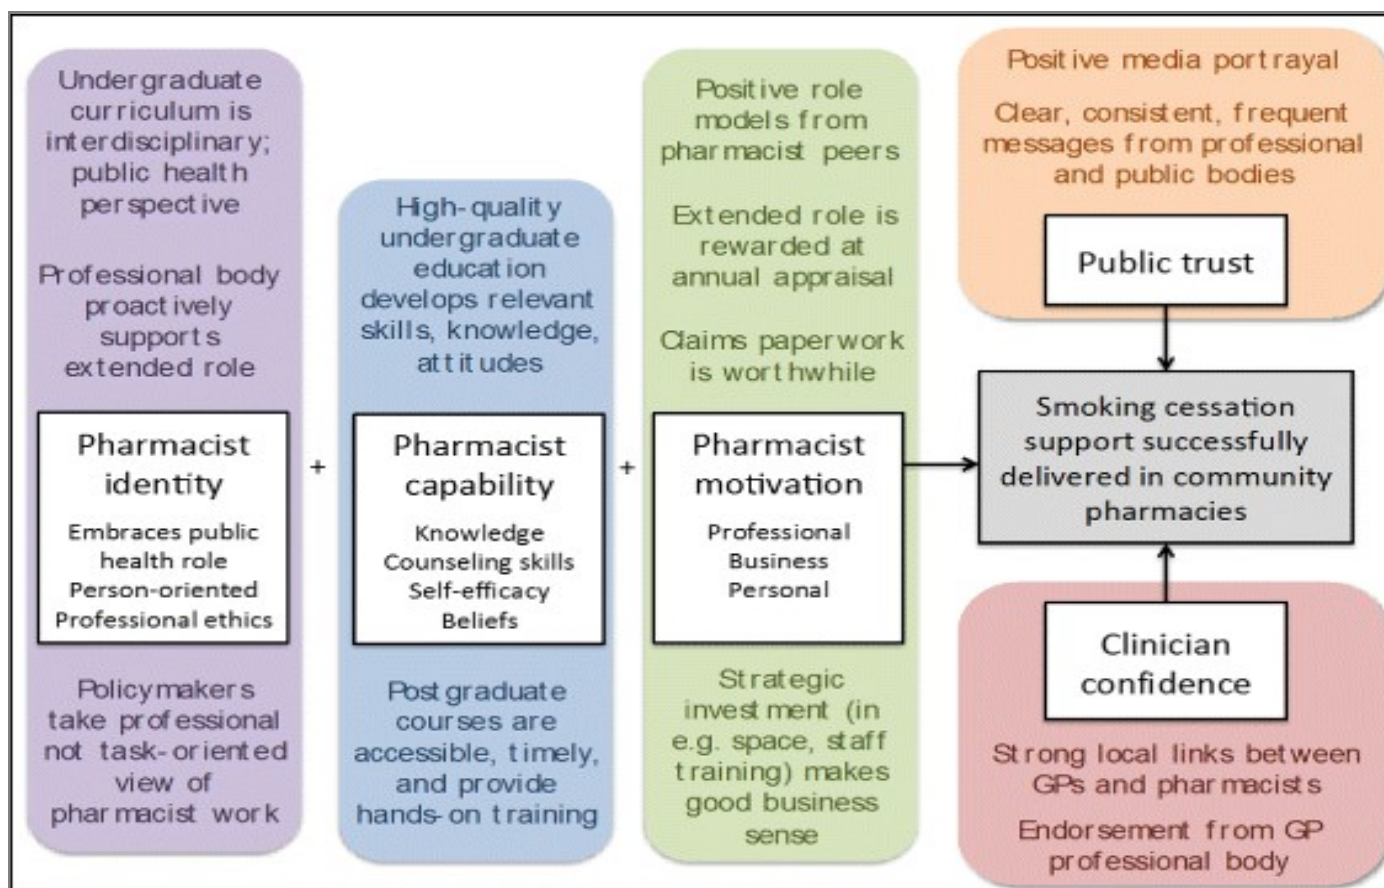 Undergraduate
curriculum is
interdisciplinary;
public health
perspective
Professional body
proactively
supports
extended role
Pharmacist
identity
Embraces public
health role
Person-oriented
Professional ethics
Policymakers
take professional
not task-oriented
view of
pharmacist work
+
High-quality
undergraduate
education
develops relevant
skills, knowledge,
attitudes
Pharmacist
capability
Knowledge
Counseling skills
Self-efficacy
Beliefs
Postgraduate
courses are
accessible, timely,
and provide
hands-on training
+
Positive role
models from
pharmacist peers
Extended role is
rewarded at
annual appraisal
Claims paperwork
is worthwhile
Pharmacist
motivation
Professional
Business
Personal
Strategic
investment (in
e.g. space, staff
training) makes
good business
sense
Positive media portrayal
Clear, consistent, frequent
messages from professional
and public bodies
Public trust
Smoking cessation
support successfully
delivered in community
pharmacies
Clinician
confidence
Strong local links between
GPs and pharmacists
Endorsement from GP
professional body